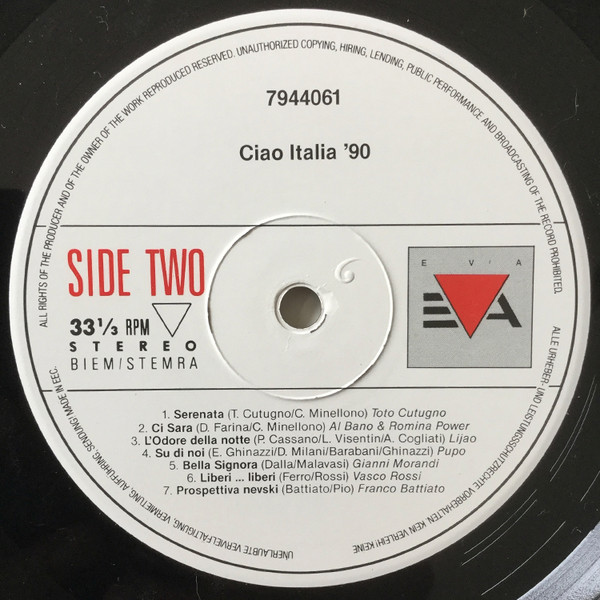 ALL RIGHTS OF THE PRODUCER AND OF THE OWNER OF THE WORK REPRODUCED RESERVED. UNAUTHORIZED COPYING, HIRING, LENDING, PUBLIC PERFORMANCE AND BROADCASTING OF THE RECORD PROHIBITED.
7944061
Ciao Italia '90
SIDE TWO
33 1/3 RPM
STEREO
BIEM/STEMRA
E V A
EVA
1. Serenata (T. Cutugno/C. Minellono) Toto Cutugno
2. Ci Sara (D. Farina/C. Minellono) Al Bano & Romina Power
3. L'Odore della notte (P. Cassano/L. Visentin/A. Cogliati) Lijao
4. Su di noi (E. Ghinazzi/D. Milani/Barabani/Ghinazzi) Pupo
5. Bella Signora (Dalla/Malavasi) Gianni Morandi
6. Liberi ... liberi (Ferro/Rossi) Vasco Rossi
7. Prospettiva nevski (Battiato/Pio) Franco Battiato
ALLE URHEBER- UND LEISTUNGSSCHUTZRECHTE VORBEHALTEN. KEIN VERLEIH! KEINE
UNERLAUBTE VERVIELFÄLTIGUNG, VERMIETUNG, AUFFÜHRUNG, SENDUNG! MADE IN EEC.